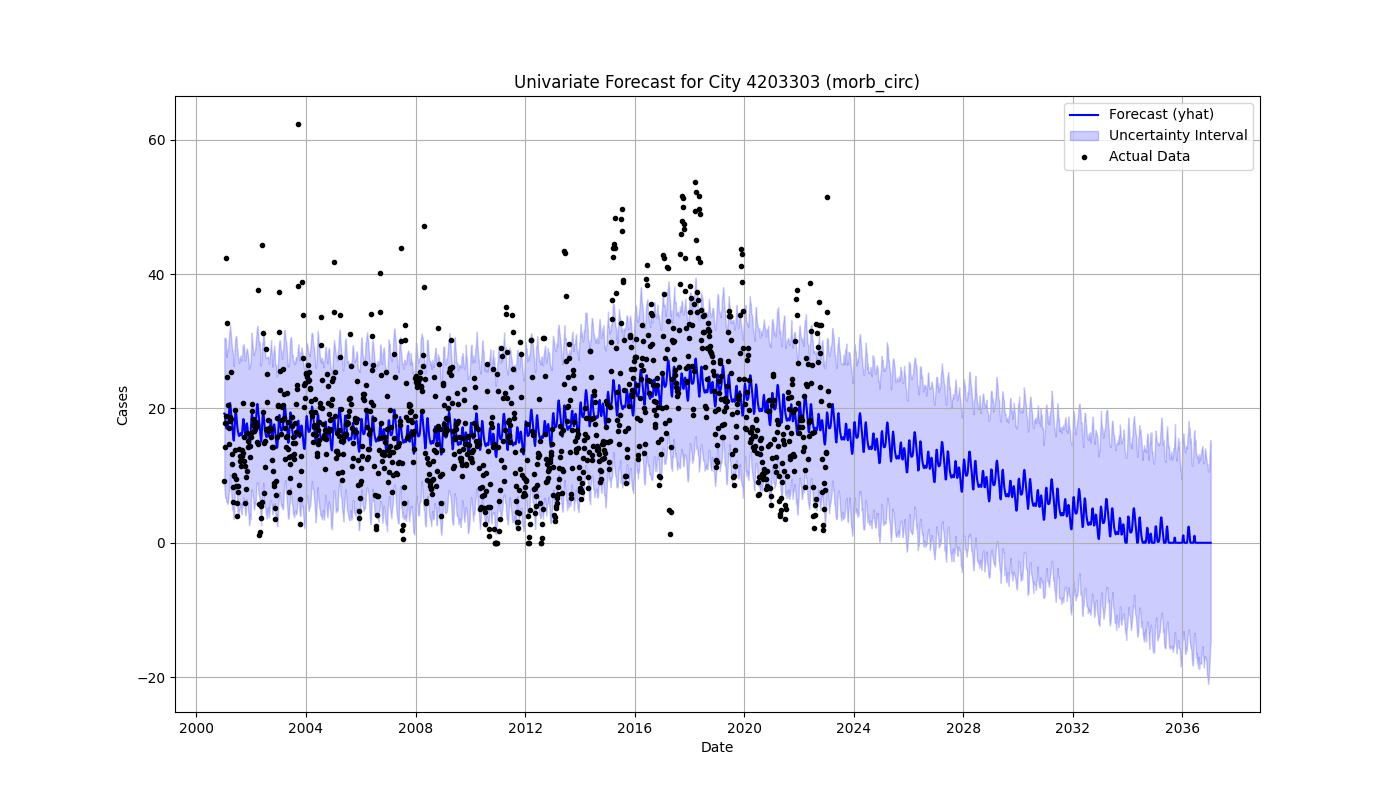 Univariate Forecast for City 4203303 (morb_circ)
Forecast (yhat)
Uncertainty Interval
Actual Data
Cases
60
40
20
0
−20
2000 2004 2008 2012 2016 2020 2024 2028 2032 2036
Date